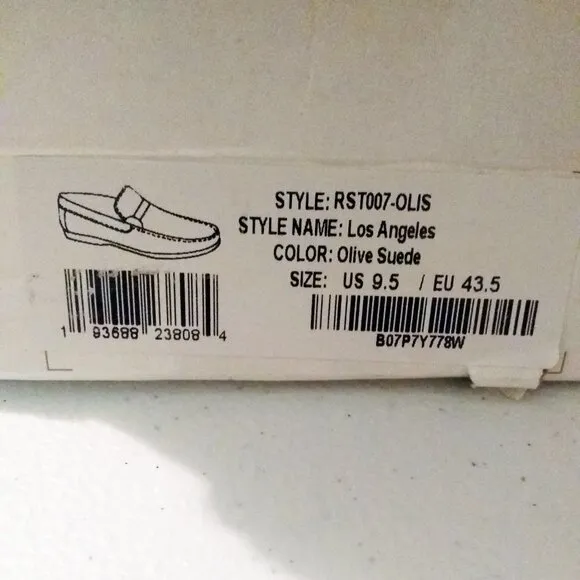 STYLE: RST007-OLIS
STYLE NAME: Los Angeles
COLOR: Olive Suede
SIZE: US 9.5 / EU 43.5
1 93688 23808 4
B07P7Y778W